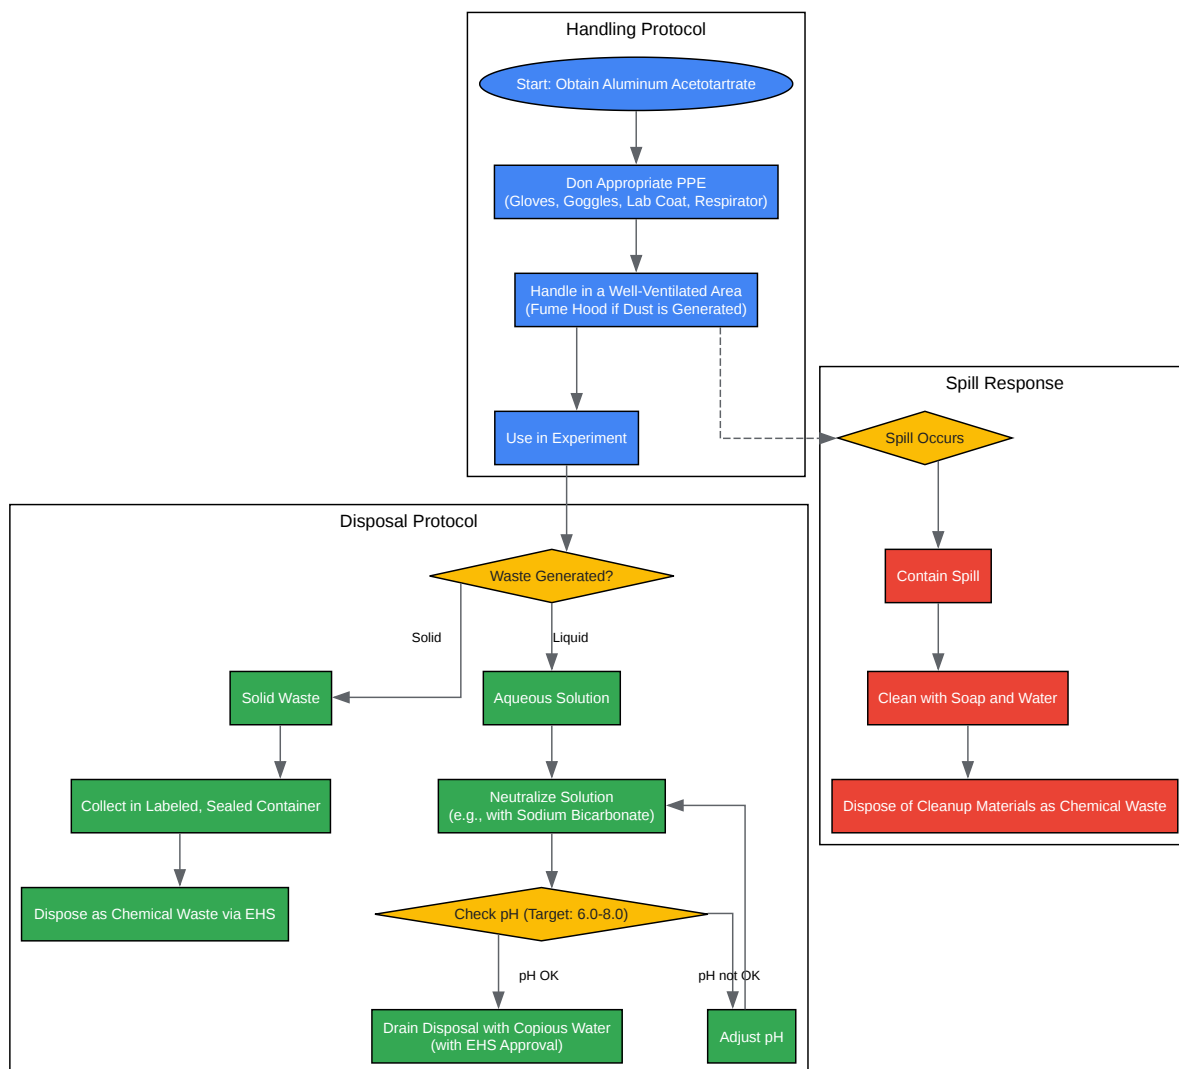 Handling Protocol
Start: Obtain Aluminum Acetotartrate
Don Appropriate PPE
(Gloves, Goggles, Lab Coat, Respirator)
Handle in a Well-Ventilated Area
(Fume Hood if Dust is Generated)
Use in Experiment
Spill Response
Spill Occurs
Contain Spill
Clean with Soap and Water
Dispose of Cleanup Materials as Chemical Waste
Disposal Protocol
Waste Generated?
Solid
Liquid
Solid Waste
Aqueous Solution
Collect in Labeled, Sealed Container
Neutralize Solution
(e.g., with Sodium Bicarbonate)
Dispose as Chemical Waste via EHS
Check pH (Target: 6.0-8.0)
pH OK
pH not OK
Drain Disposal with Copious Water
(with EHS Approval)
Adjust pH